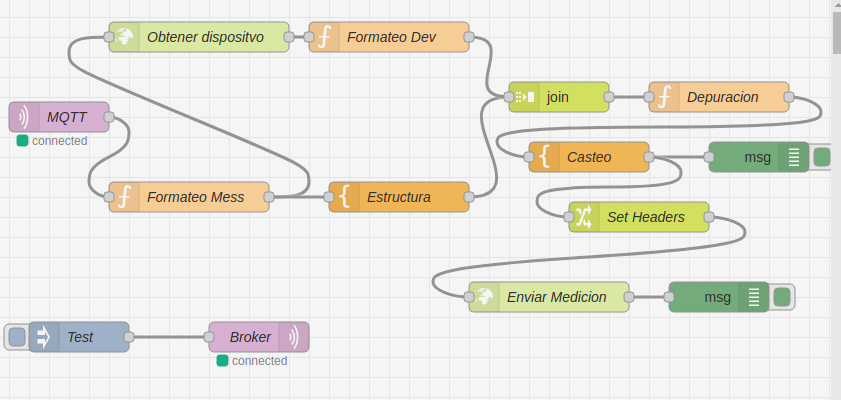 Obtener dispositvo
Formateo Dev
join
Depuracion
MQTT
connected
Casteo
msg
Formateo Mess
Estructura
Set Headers
Enviar Medicion
msg
Test
Broker
connected